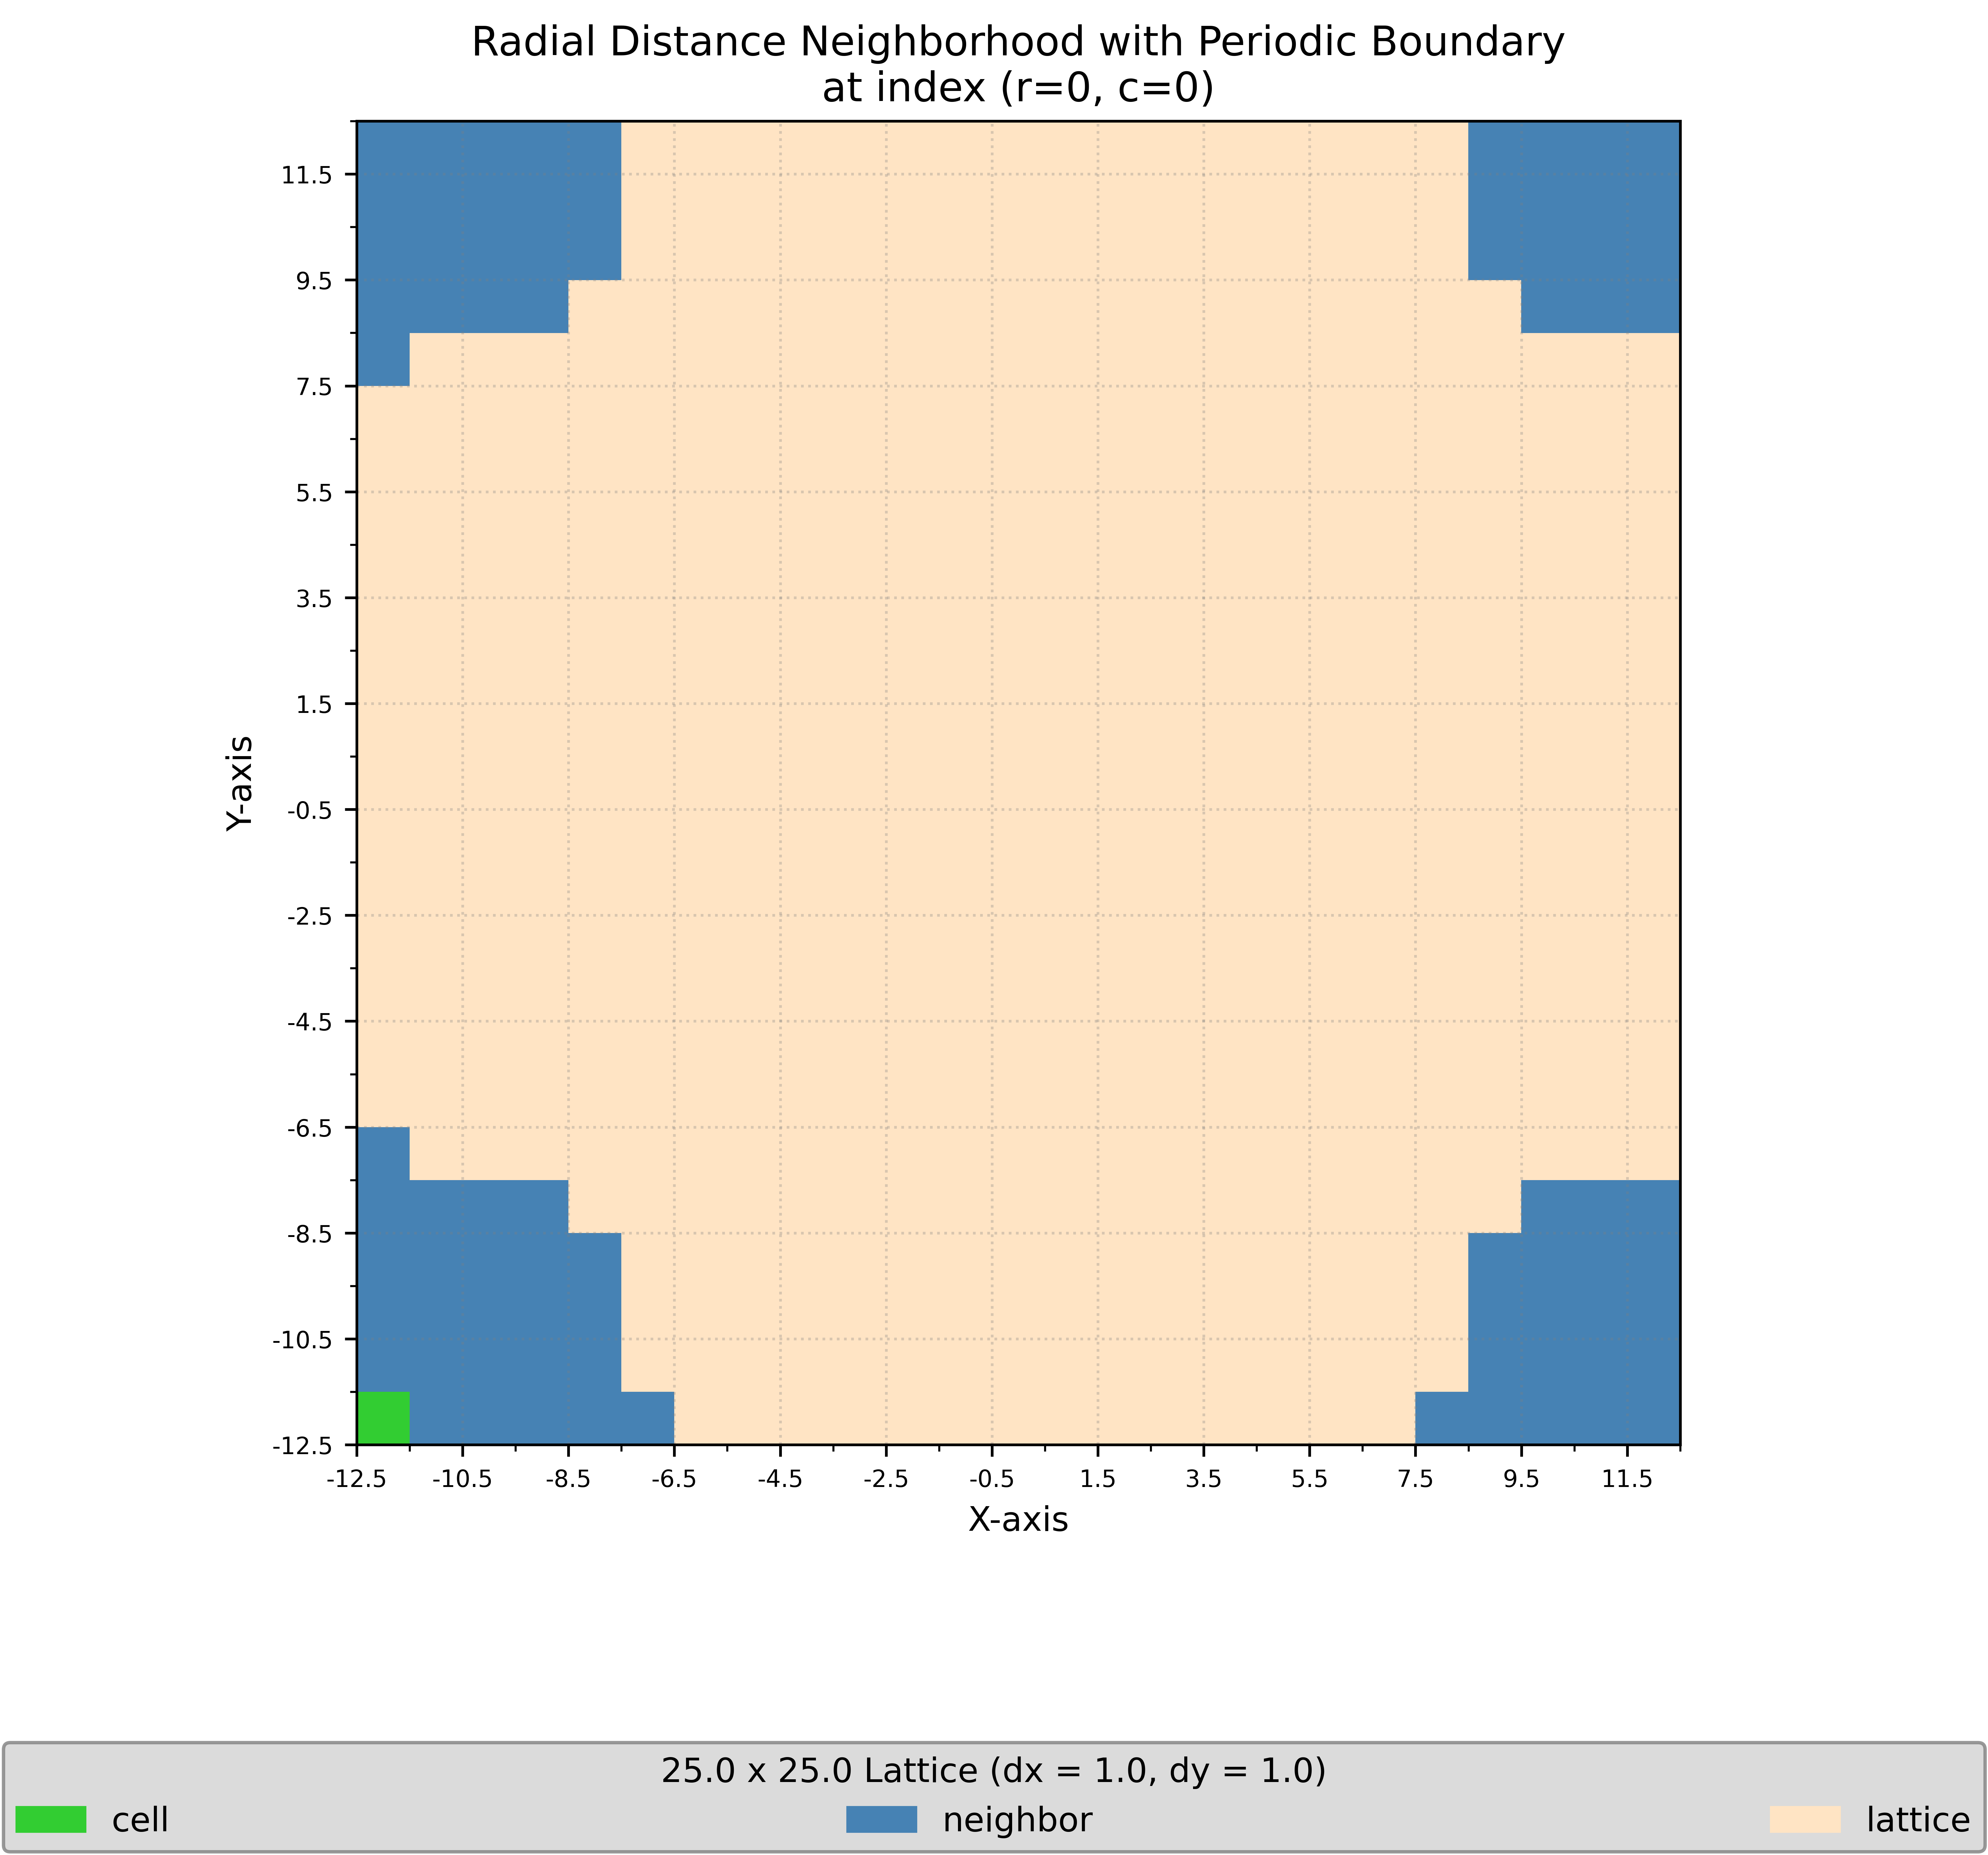 Radial Distance Neighborhood with Periodic Boundary
at index (r=0, c=0)
11.5
9.5
7.5
5.5
3.5
1.5
-0.5
-2.5
-4.5
-6.5
-8.5
-10.5
-12.5
Y-axis
-12.5 -10.5 -8.5 -6.5 -4.5 -2.5 -0.5 1.5 3.5 5.5 7.5 9.5 11.5
X-axis
25.0 x 25.0 Lattice (dx = 1.0, dy = 1.0)
cell neighbor lattice